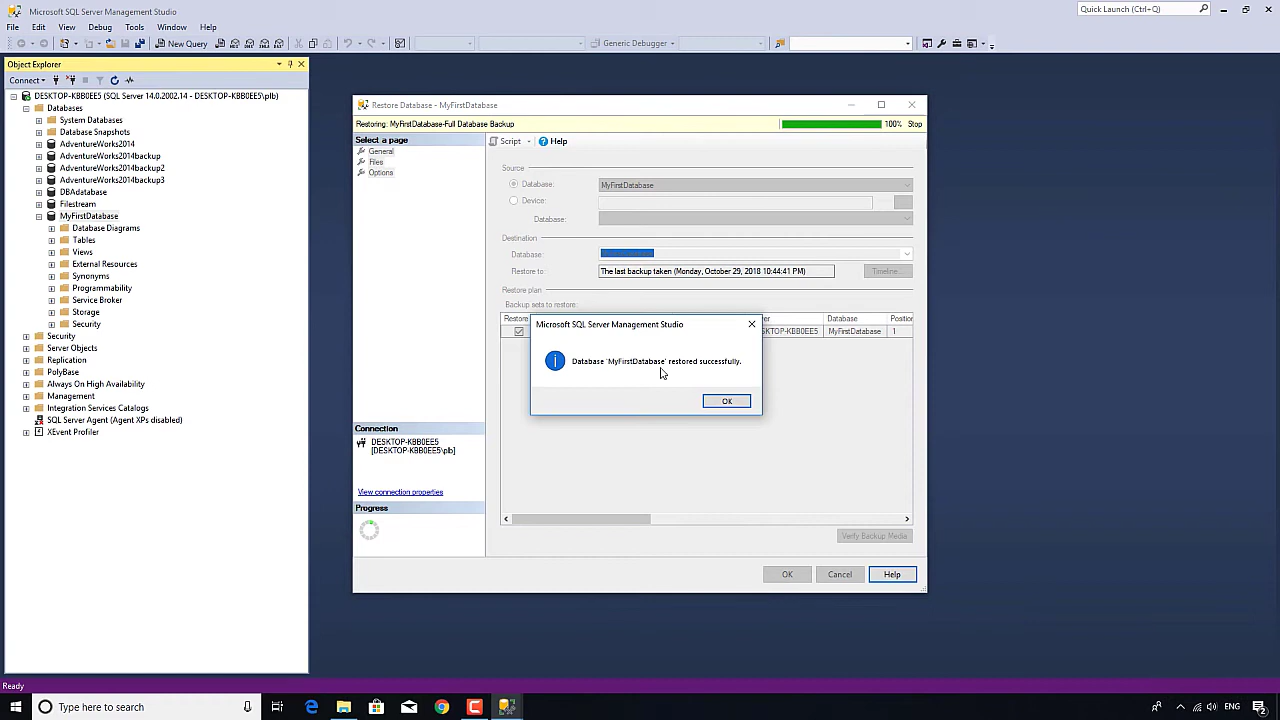 Microsoft SQL Server Management Studio
Quick Launch (Ctrl+Q)
File Edit View Debug Tools Window Help
New Query
Generic Debugger
Object Explorer
Connect
DESKTOP-KBB0EE5 (SQL Server 14.0.2002.14 - DESKTOP-KBB0EE5\plb)
Databases
System Databases
Database Snapshots
AdventureWorks2014
AdventureWorks2014backup
AdventureWorks2014backup2
AdventureWorks2014backup3
DBAdatabase
Filestream
MyFirstDatabase
Database Diagrams
Tables
Views
External Resources
Synonyms
Programmability
Service Broker
Storage
Security
Security
Server Objects
Replication
PolyBase
Always On High Availability
Management
Integration Services Catalogs
SQL Server Agent (Agent XPs disabled)
XEvent Profiler
Restore Database - MyFirstDatabase
Restoring: MyFirstDatabase-Full Database Backup
100% Stop
Select a page
General
Files
Options
Script Help
Source
Database: MyFirstDatabase
Device:
Database:
Destination
Database:
Restore to: The last backup taken (Monday, October 29, 2018 10:44:41 PM) Timeline...
Restore plan
Backup sets to restore:
Restore Database Position
KTOP-KBB0EE5 MyFirstDatabase 1
Microsoft SQL Server Management Studio
Database 'MyFirstDatabase' restored successfully.
OK
Connection
DESKTOP-KBB0EE5
[DESKTOP-KBB0EE5\plb]
View connection properties
Progress
Verify Backup Media
OK Cancel Help
Ready
Type here to search
ENG
2